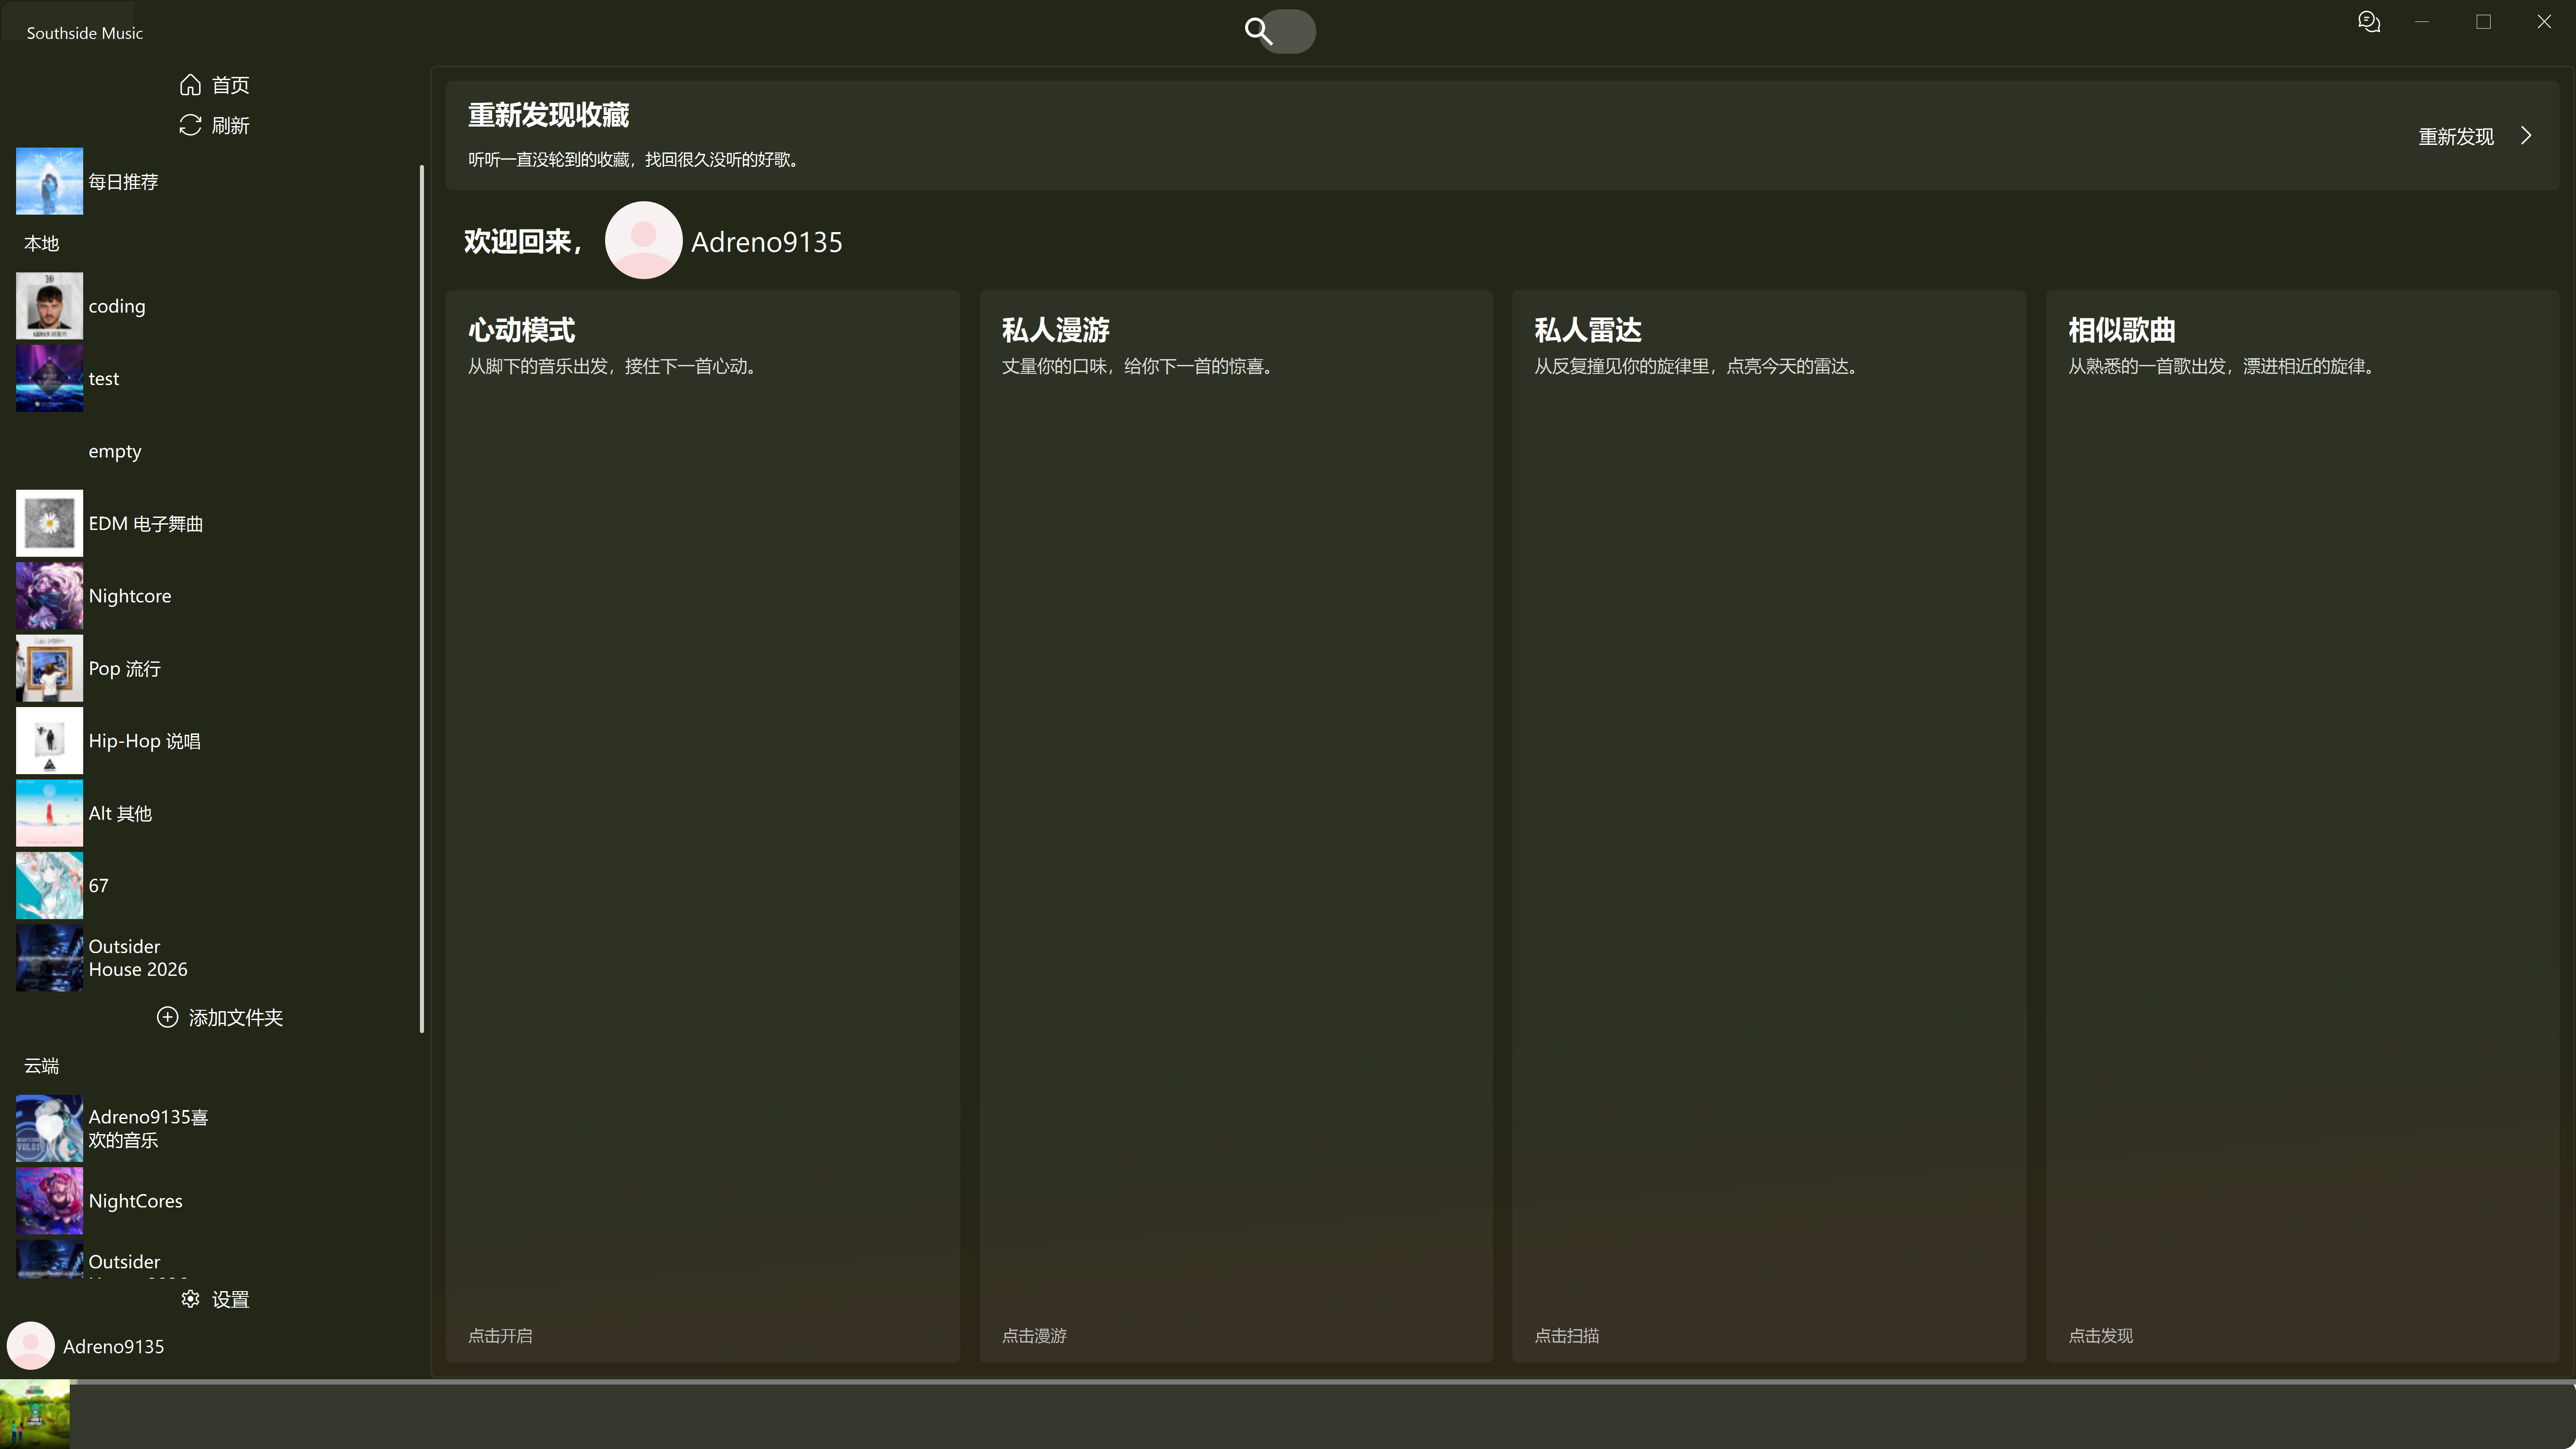 Southside Music
首页
刷新
每日推荐
本地
coding
test
empty
EDM 电子舞曲
Nightcore
Pop 流行
Hip-Hop 说唱
Alt 其他
67
Outsider
House 2026
添加文件夹
云端
Adreno9135喜
欢的音乐
NightCores
Outsider
设置
Adreno9135
重新发现收藏
听听一直没轮到的收藏，找回很久没听的好歌。
重新发现
欢迎回来，
Adreno9135
心动模式
从脚下的音乐出发，接住下一首心动。
点击开启
私人漫游
丈量你的口味，给你下一首的惊喜。
点击漫游
私人雷达
从反复撞见你的旋律里，点亮今天的雷达。
点击扫描
相似歌曲
从熟悉的一首歌出发，漂进相近的旋律。
点击发现